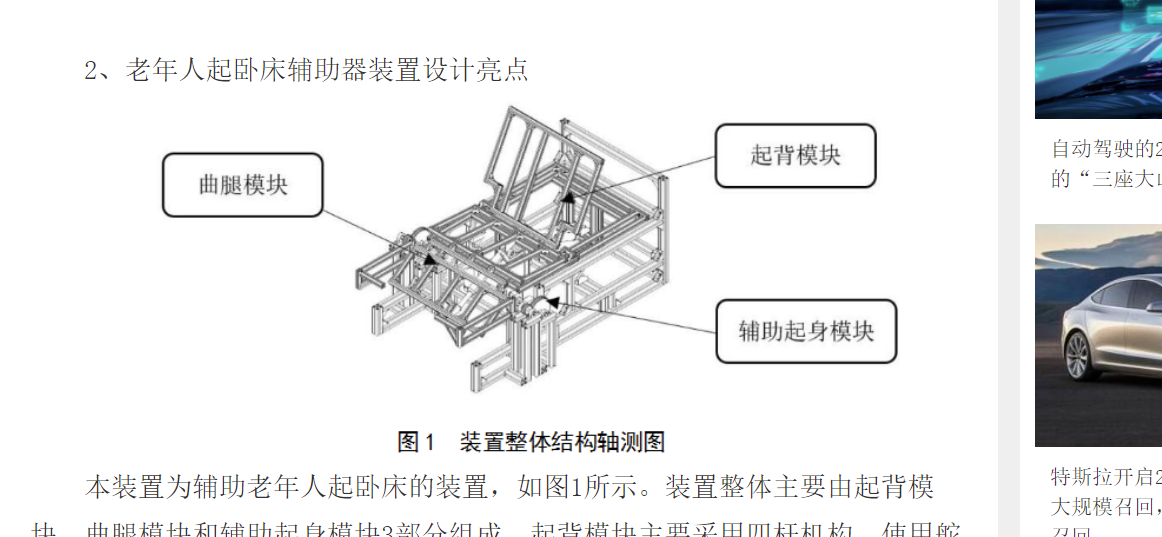 2、老年人起卧床辅助器装置设计亮点
曲腿模块
起背模块
辅助起身模块
图1 装置整体结构轴测图
本装置为辅助老年人起卧床的装置，如图1所示。装置整体主要由起背模
块、曲腿模块和辅助起身模块3部分组成。起背模块主要采用四杆机构，使用舵
自动驾驶的2
的“三座大山
特斯拉开启2
大规模召回，
召回